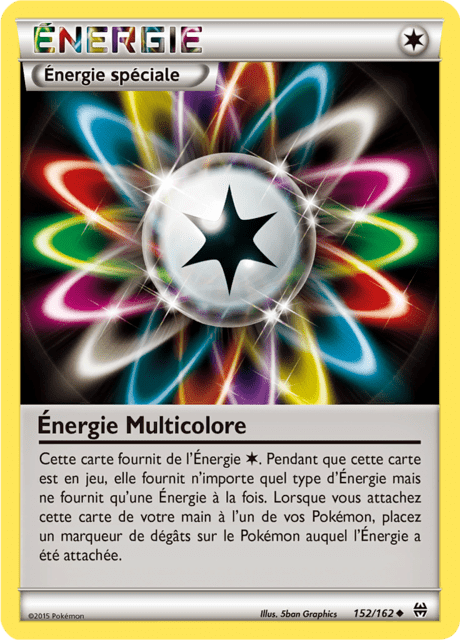 ÉNERGIE
Énergie spéciale
Énergie Multicolore
Cette carte fournit de l'Énergie. Pendant que cette carte
est en jeu, elle fournit n'importe quel type d'Énergie mais
ne fournit qu'une Énergie à la fois. Lorsque vous attachez
cette carte de votre main à l'un de vos Pokémon, placez
un marqueur de dégâts sur le Pokémon auquel l'Énergie a
été attachée.
©2015 Pokémon Illus. 5ban Graphics 152/162